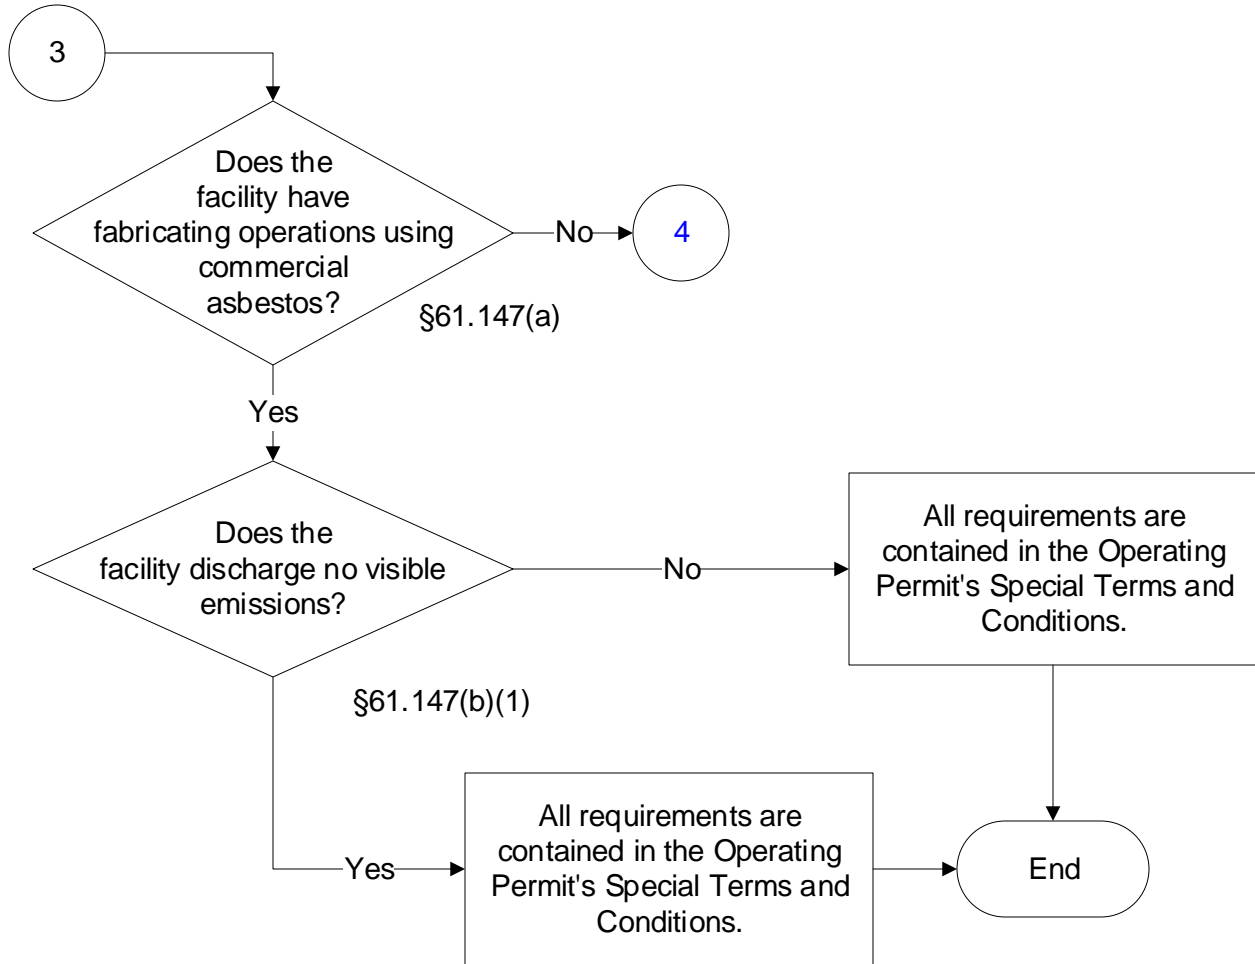 3
Does the
facility have
fabricating operations using
commercial
asbestos?
No
4
§61.147(a)
Yes
Does the
facility discharge no visible
emissions?
No
All requirements are
contained in the Operating
Permit's Special Terms and
Conditions.
§61.147(b)(1)
Yes
All requirements are
contained in the Operating
Permit's Special Terms and
Conditions.
End